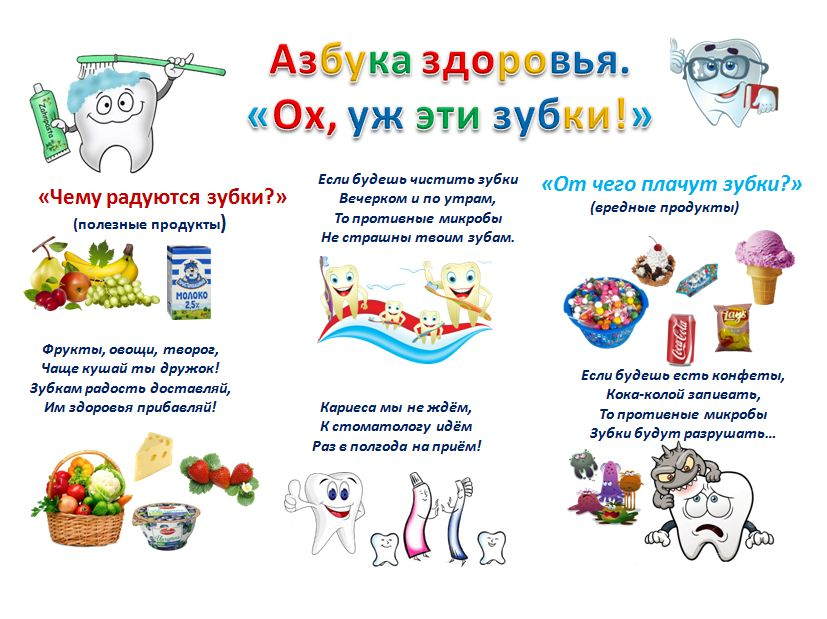 Азбука здоровья.
«Ох, уж эти зубки!»
Zahnpasta
«Чему радуются зубки?»
(полезные продукты)
МОЛОКО
2,5%
Фрукты, овощи, творог,
Чаще кушай ты дружок!
Зубкам радость доставляй,
Им здоровья прибавляй!
Если будешь чистить зубки
Вечерком и по утрам,
То противные микробы
Не страшны твоим зубам.
Кариеса мы не ждём,
К стоматологу идём
Раз в полгода на приём!
«От чего плачут зубки?»
(вредные продукты)
Coca-Cola
Lay's
Если будешь есть конфеты,
Кока-колой запивать,
То противные микробы
Зубки будут разрушать...